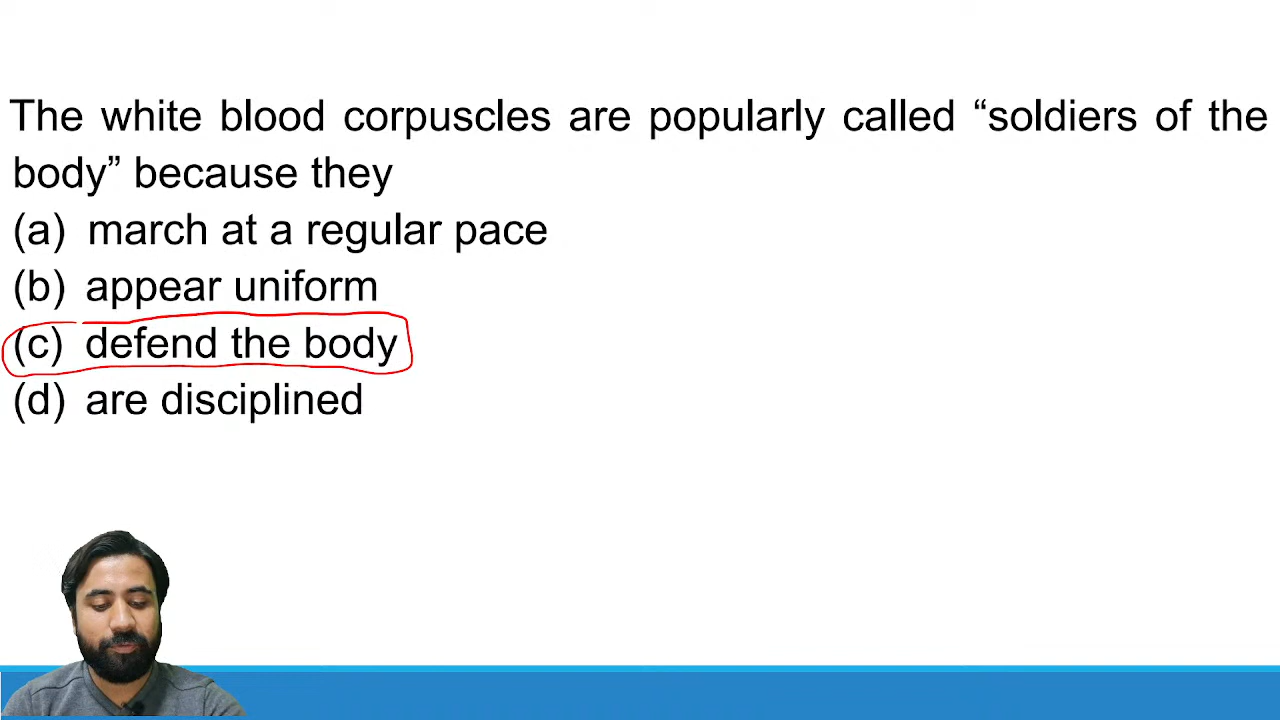 The white blood corpuscles are popularly called “soldiers of the
body” because they
(a) march at a regular pace
(b) appear uniform
(c) defend the body
(d) are disciplined